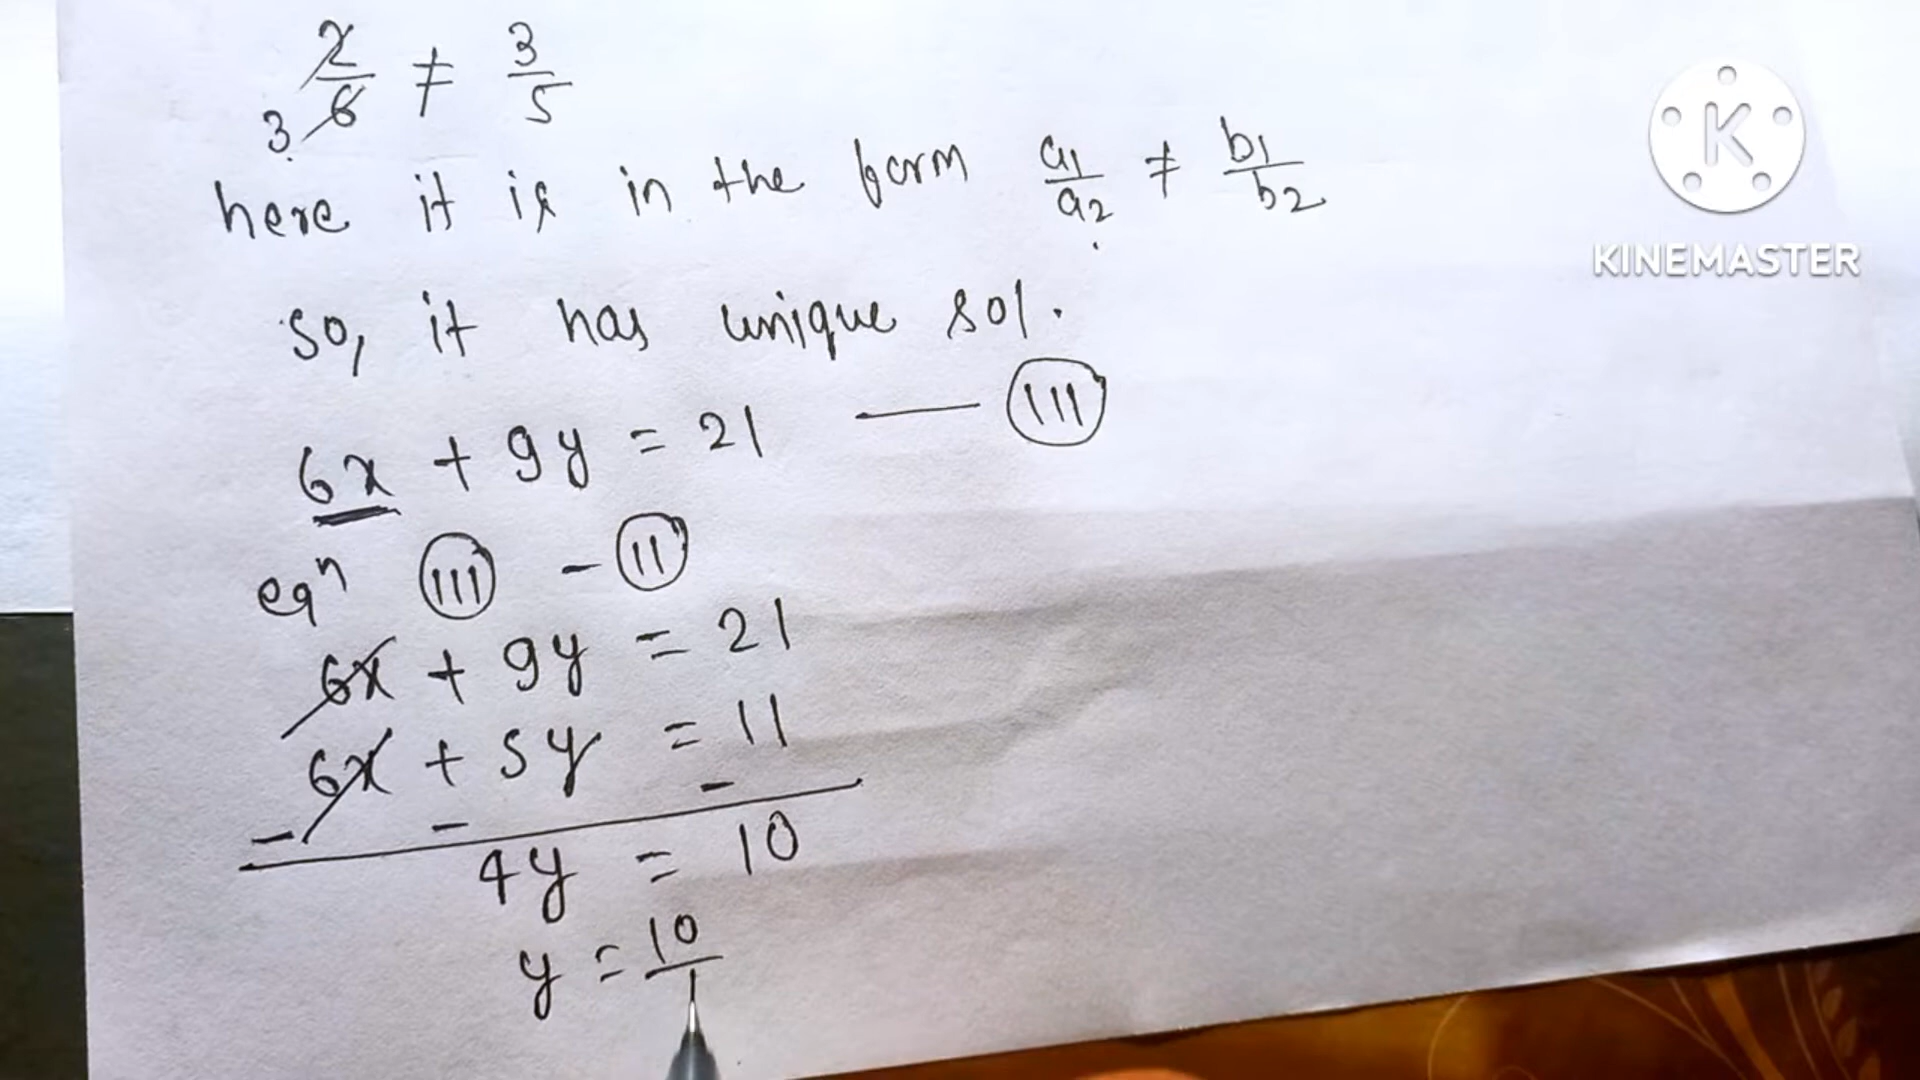 2/6 ≠ 3/5
3
here it is in the form a1/a2 ≠ b1/b2
so, it has unique sol.
6x + 9y = 21 — III
eqn III - II
6x + 9y = 21
6x + 5y = 11
- - -
4y = 10
y = 10/
K
KINEMASTER